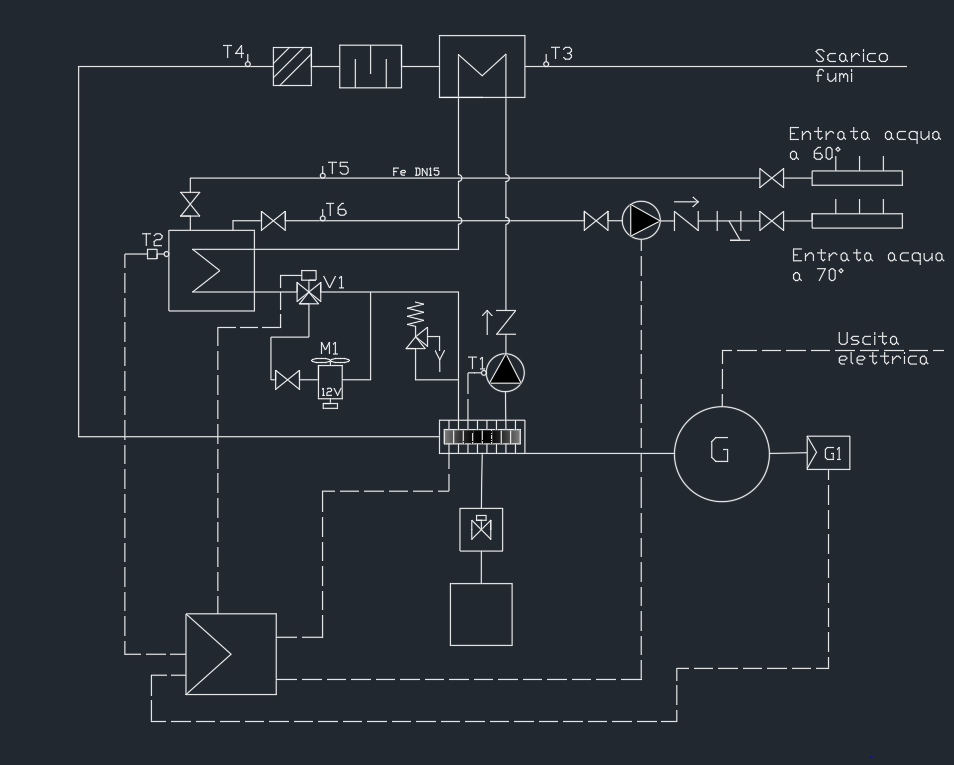 T4
T3
Scarico
fumi
Entrata acqua
a 60°
T5
Fe DN15
T6
T2
Entrata acqua
a 70°
V1
Uscita
elettrica
M1
T1
12V
G
G1